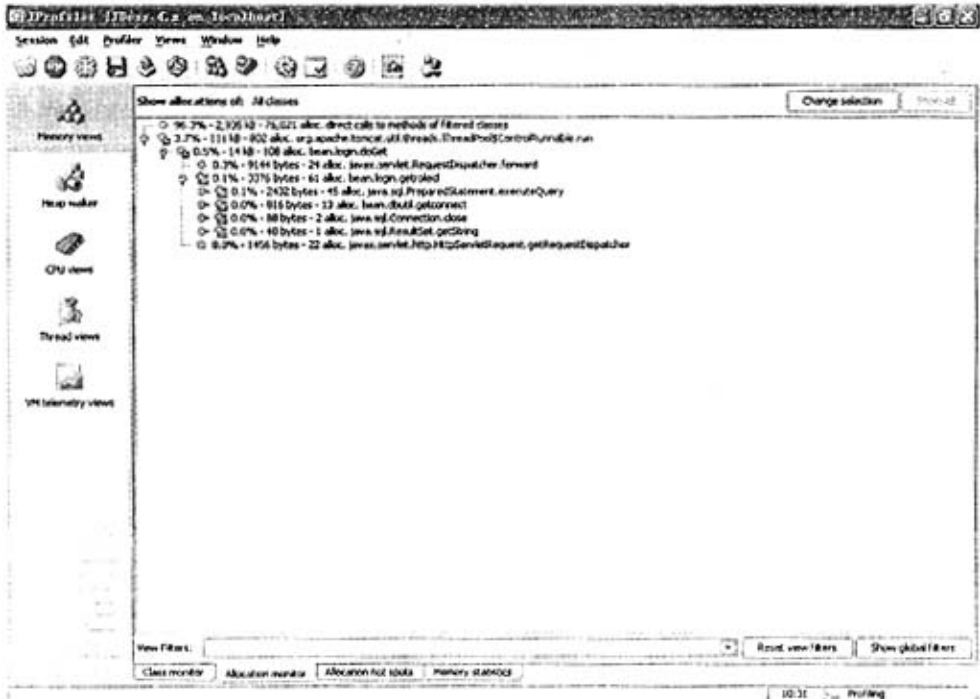 JProfiler [JBoss 4.x on localhost]
Session Edit Profiler Views Window Help
Memory views
Heap walker
CPU views
Thread views
VM telemetry views
Show allocations of: All classes
Change selection
96.3% - 2,935 kB - 76,021 alloc. direct calls to methods of filtered classes
3.7% - 111 kB - 802 alloc. org.apache.tomcat.util.threads.ThreadPool$ControlRunnable.run
0.5% - 14 kB - 108 alloc. bean.login.doGet
0.3% - 9144 bytes - 24 alloc. javax.servlet.RequestDispatcher.forward
0.1% - 3376 bytes - 61 alloc. bean.login.getroled
0.1% - 2432 bytes - 45 alloc. java.sql.PreparedStatement.executeQuery
0.0% - 816 bytes - 13 alloc. bean.dbutil.getconnect
0.0% - 88 bytes - 2 alloc. java.sql.Connection.close
0.0% - 40 bytes - 1 alloc. java.sql.ResultSet.getString
0.0% - 1456 bytes - 22 alloc. javax.servlet.http.HttpServletRequest.getRequestDispatcher
View Filters:
Reset view filters
Show global filters
Class monitor Allocation monitor Allocation hot spots Memory statistics
10:31 Profiling